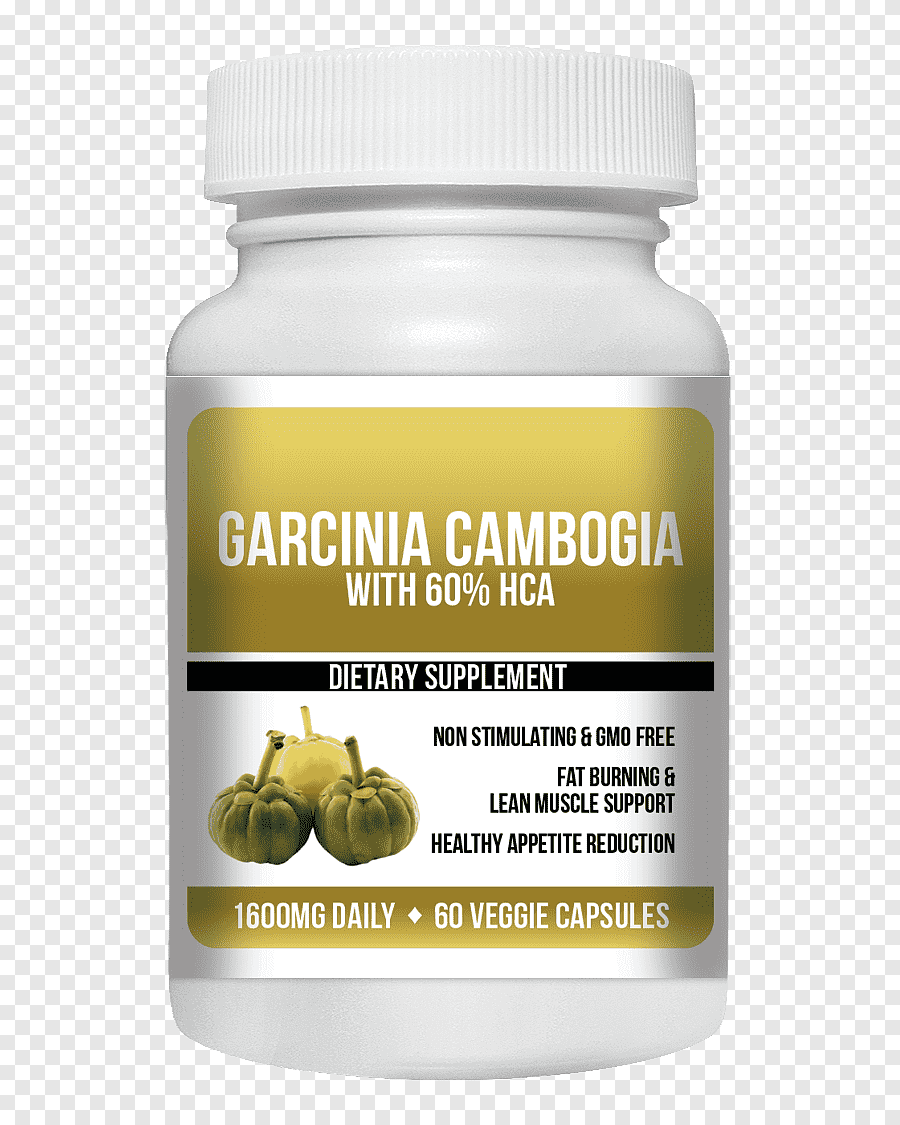 GARCINIA CAMBOGIA
WITH 60% HCA
DIETARY SUPPLEMENT
NON STIMULATING & GMO FREE
FAT BURNING &
LEAN MUSCLE SUPPORT
HEALTHY APPETITE REDUCTION
1600MG DAILY ♦ 60 VEGGIE CAPSULES